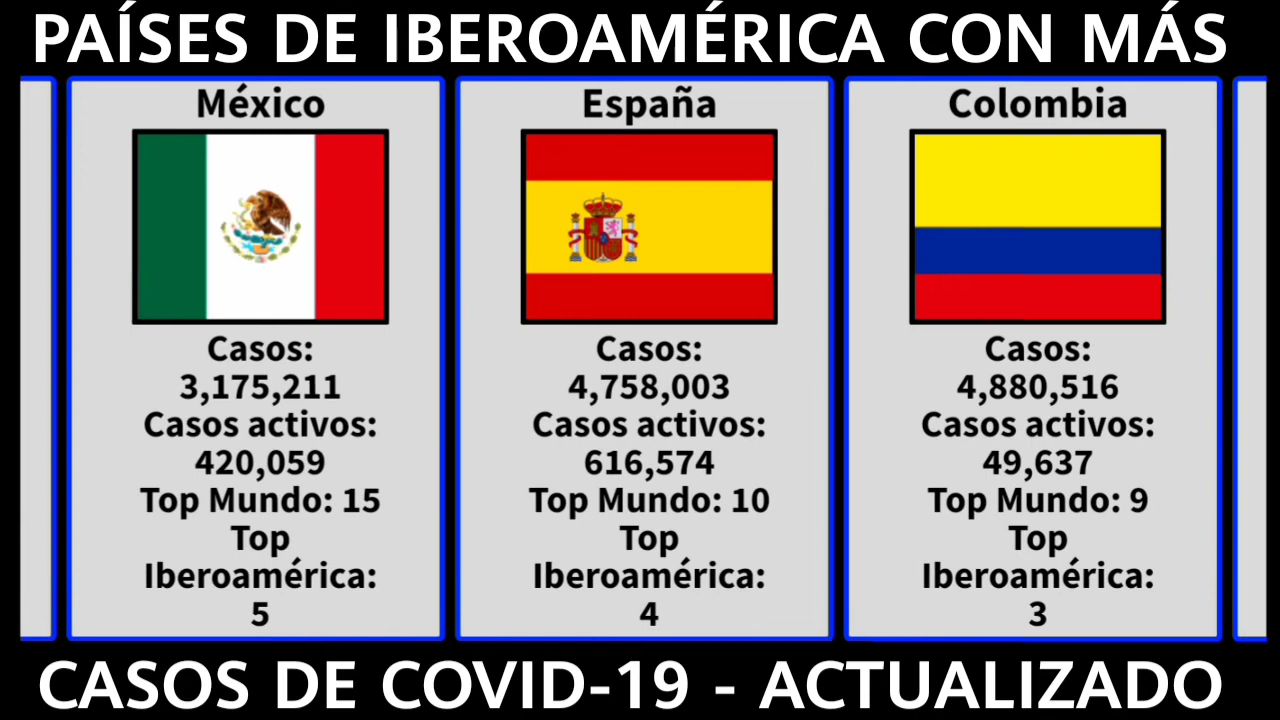 PAÍSES DE IBEROAMÉRICA CON MÁS
México
Casos:
3,175,211
Casos activos:
420,059
Top Mundo: 15
Top
Iberoamérica:
5
España
Casos:
4,758,003
Casos activos:
616,574
Top Mundo: 10
Top
Iberoamérica:
4
Colombia
Casos:
4,880,516
Casos activos:
49,637
Top Mundo: 9
Top
Iberoamérica:
3
CASOS DE COVID-19 - ACTUALIZADO